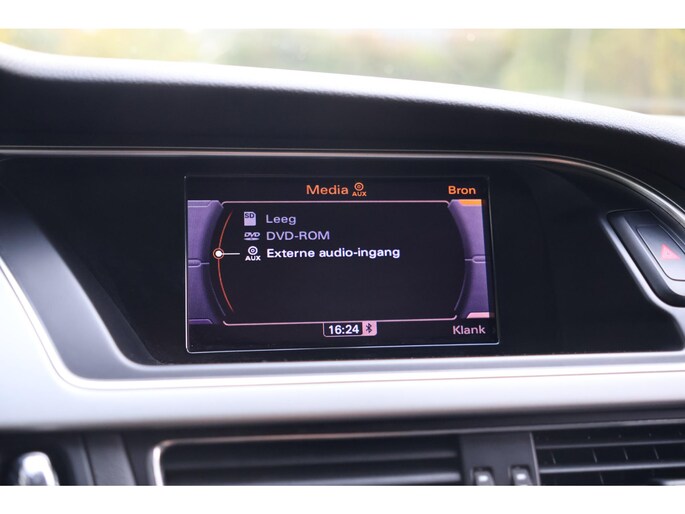 Media AUX Bron
SD Leeg
DVD DVD-ROM
AUX Externe audio-ingang
16:24 Klank